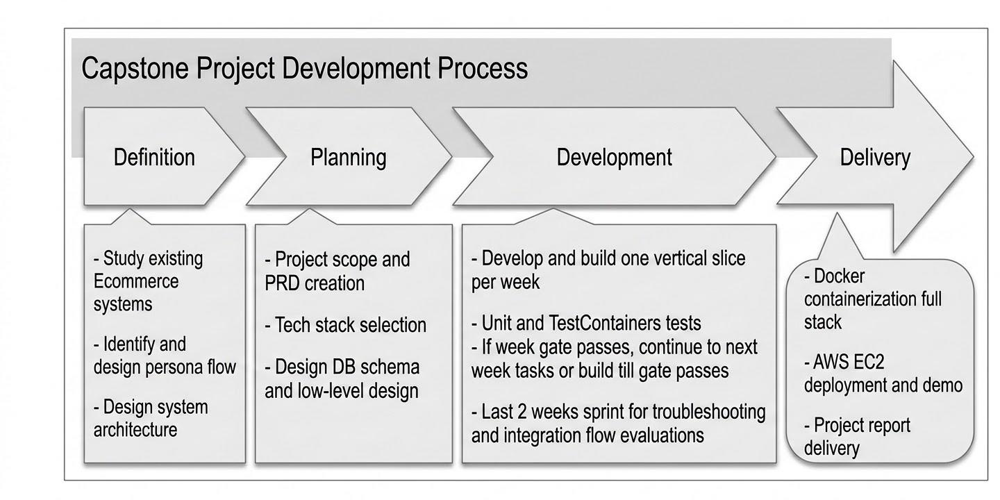 Capstone Project Development Process
Definition
Planning
Development
Delivery
- Study existing
Ecommerce
systems
- Identify and
design persona flow
- Design system
architecture
- Project scope and
PRD creation
- Tech stack selection
- Design DB schema
and low-level design
- Develop and build one vertical slice
per week
- Unit and TestContainers tests
- If week gate passes, continue to next
week tasks or build till gate passes
- Last 2 weeks sprint for troubleshooting
and integration flow evaluations
- Docker
containerization full
stack
- AWS EC2
deployment and demo
- Project report
delivery